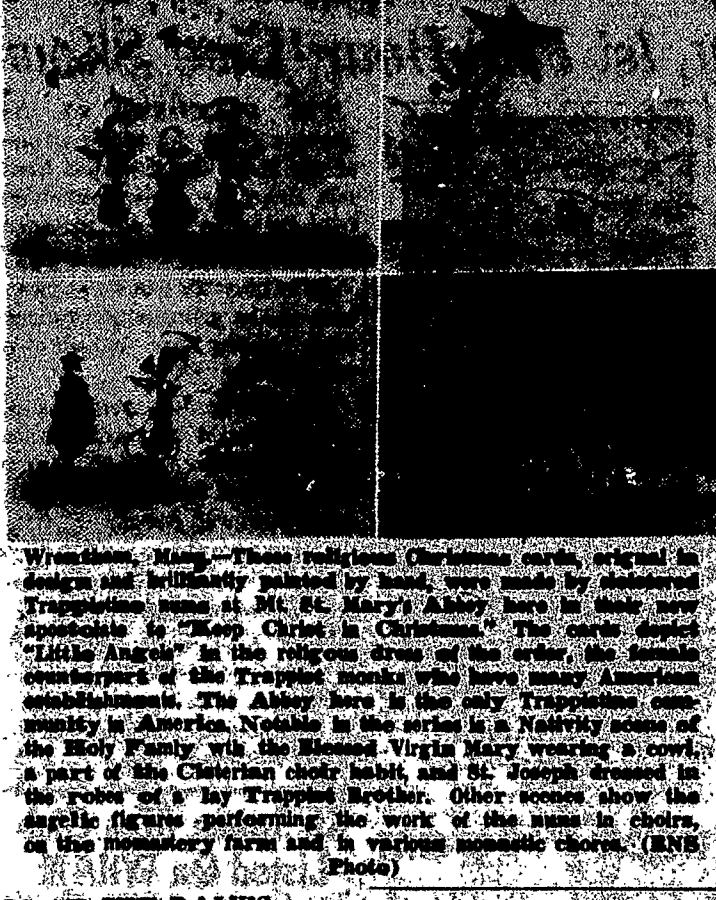 Wrentham, Mass.—These religious Christmas cards, original in
design and brilliantly painted by hand, were made by cloistered
Trappistine nuns at Mt. St. Mary's Abbey here in their new
apostolate to "Keep Christ in Christmas." The cards depict
"Little Angels" in the religious dress of the order, the female
counterpart of the Trappist monks who have many American
establishments. The Abbey here is the only Trappistine com-
munity in America. Notable in the series is a Nativity scene of
the Holy Family wth the Blessed Virgin Mary wearing a cowl,
a part of the Cisterian choir habit and St. Joseph dressed in
the robes of a lay Trappist Brother. Other scenes show the
angelic figures performing the work of the nuns in choirs,
on the monastery farm and in various monastic chores. (RNS
Photo)